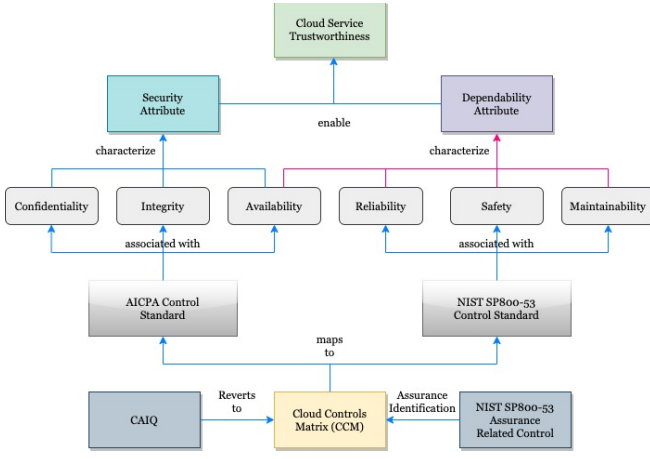 Cloud Service
Trustworthiness
Security
Attribute
Dependability
Attribute
enable
characterize
characterize
Confidentiality
Integrity
Availability
Reliability
Safety
Maintainability
associated with
associated with
AICPA Control
Standard
NIST SP800-53
Control Standard
maps
to
CAIQ
Reverts
to
Cloud Controls
Matrix (CCM)
Assurance
Identification
NIST SP800-53
Assurance
Related Control